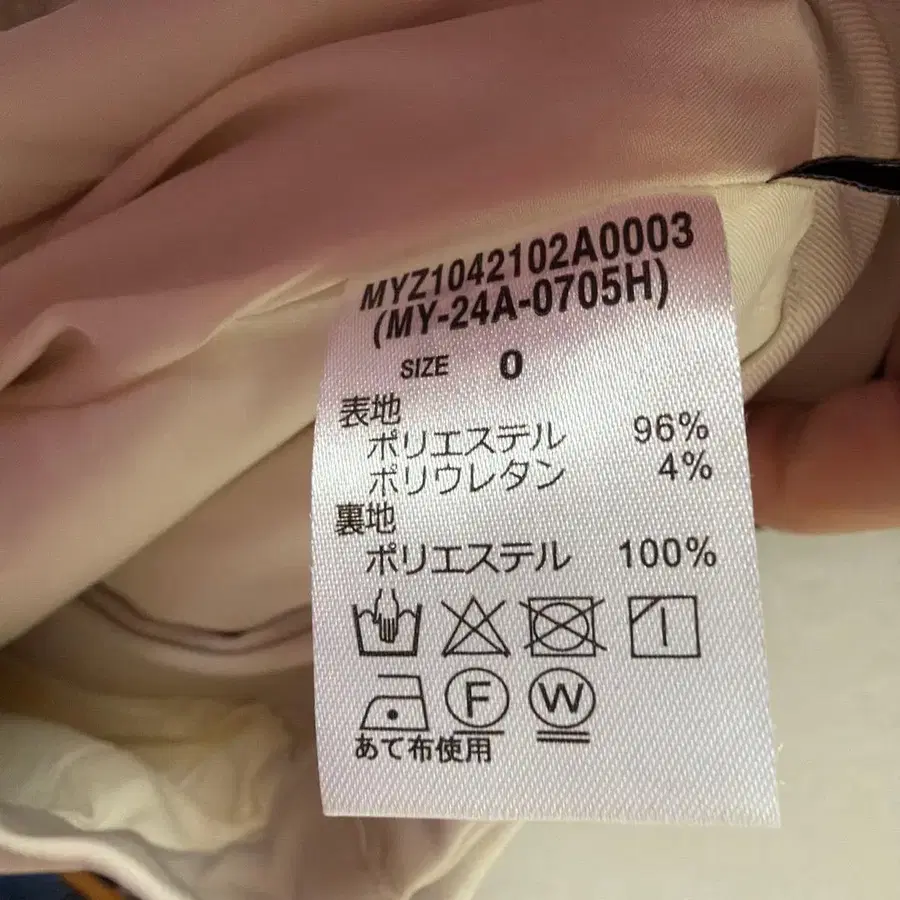 MYZ1042102A0003
(MY-24A-0705H)
SIZE 0
表地
ポリエステル 96%
ポリウレタン 4%
裏地
ポリエステル 100%
F W
あて布使用